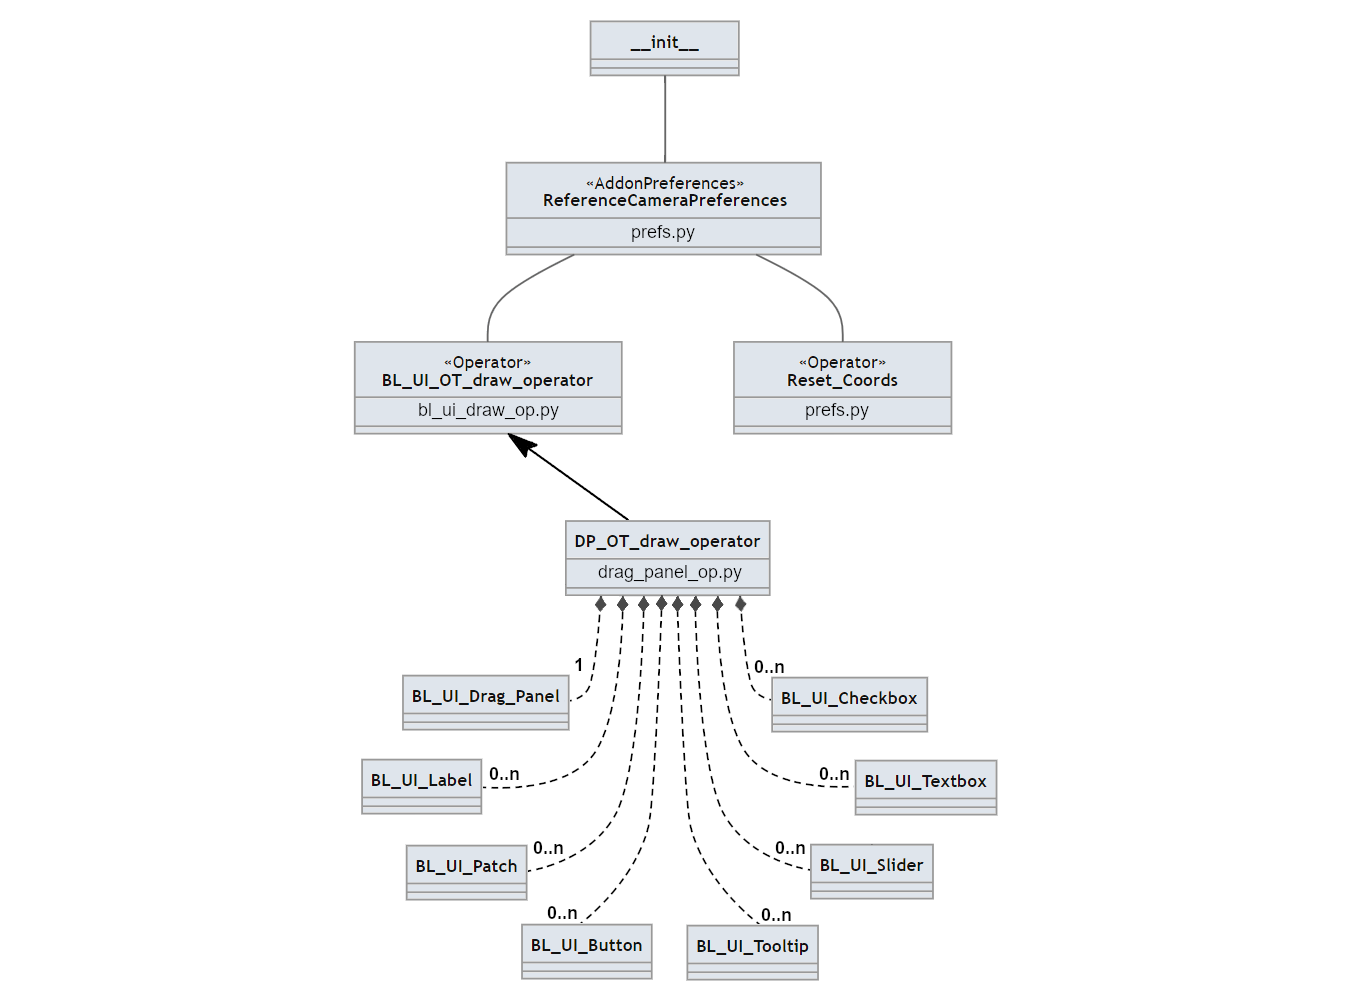 __init__
«AddonPreferences»
ReferenceCameraPreferences
prefs.py
«Operator»
BL_UI_OT_draw_operator
bl_ui_draw_op.py
«Operator»
Reset_Coords
prefs.py
DP_OT_draw_operator
drag_panel_op.py
1
0..n
BL_UI_Drag_Panel
BL_UI_Checkbox
0..n
0..n
BL_UI_Label
BL_UI_Textbox
0..n
0..n
BL_UI_Patch
BL_UI_Slider
0..n
0..n
BL_UI_Button
BL_UI_Tooltip